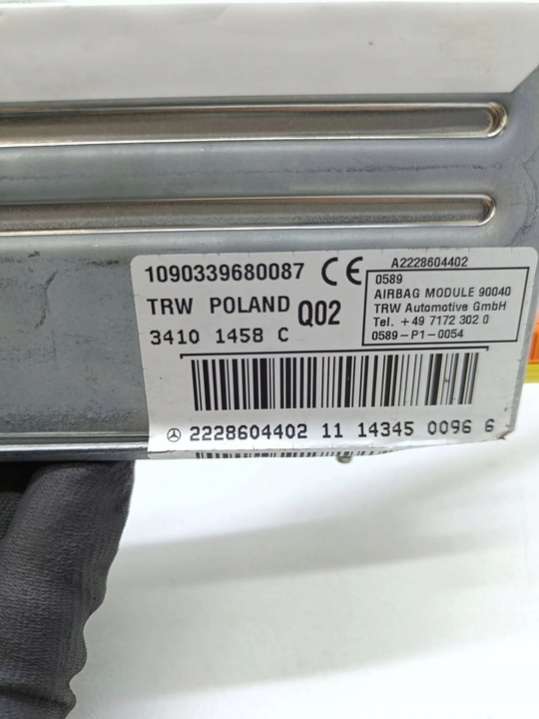 1090339680087 CE
A2228604402
TRW POLAND Q02
3410 1458 C
0589
AIRBAG MODULE 90040
TRW Automotive GmbH
Tel. +49 7172 302 0
0589-P1-0054
2228604402 11 14345 0096 6